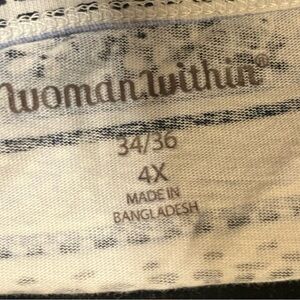 woman within®
34/36
4X
MADE IN
BANGLADESH